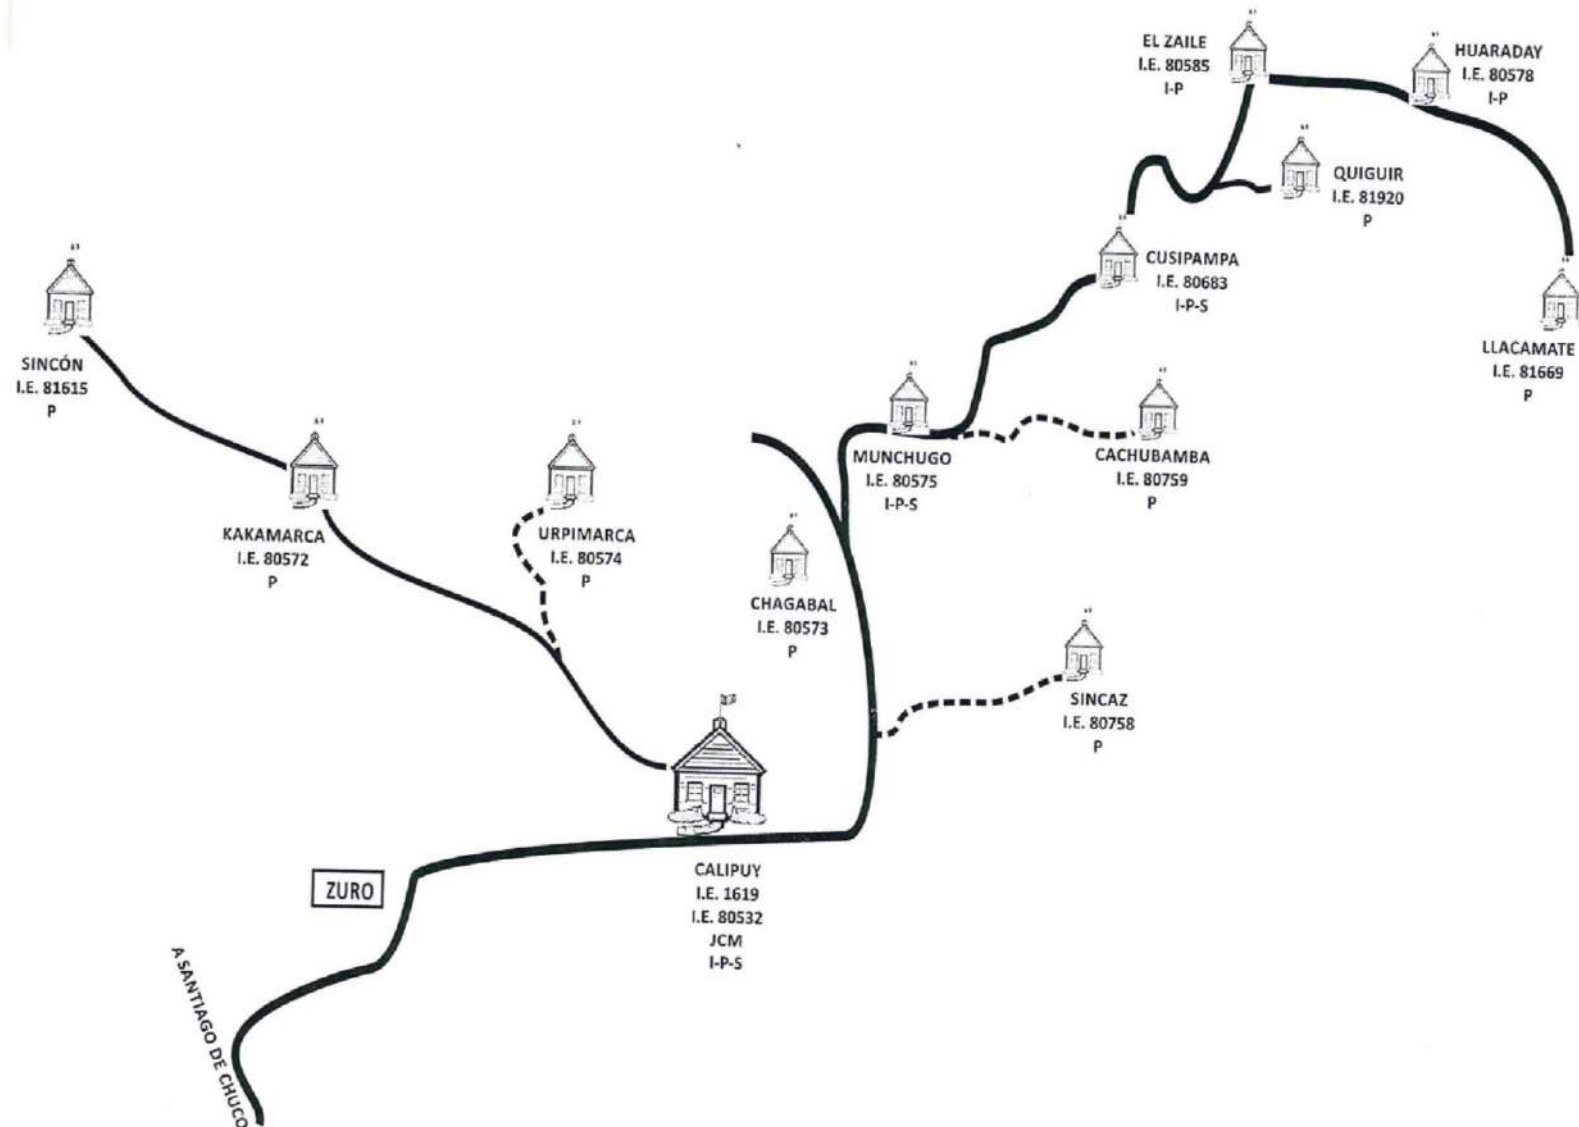 EL ZAILE
I.E. 80585
I-P
HUARADAY
I.E. 80578
I-P
QUIGUIR
I.E. 81920
P
CUSIPAMPA
I.E. 80683
I-P-S
LLACAMATE
I.E. 81669
P
SINCÓN
I.E. 81615
P
MUNCHUGO
I.E. 80575
I-P-S
CACHUBAMBA
I.E. 80759
P
KAKAMARCA
I.E. 80572
P
URPIMARCA
I.E. 80574
P
CHAGABAL
I.E. 80573
P
SINCAZ
I.E. 80758
P
CALIPUY
I.E. 1619
I.E. 80532
JCM
I-P-S
ZURO
A SANTIAGO DE CHUCO